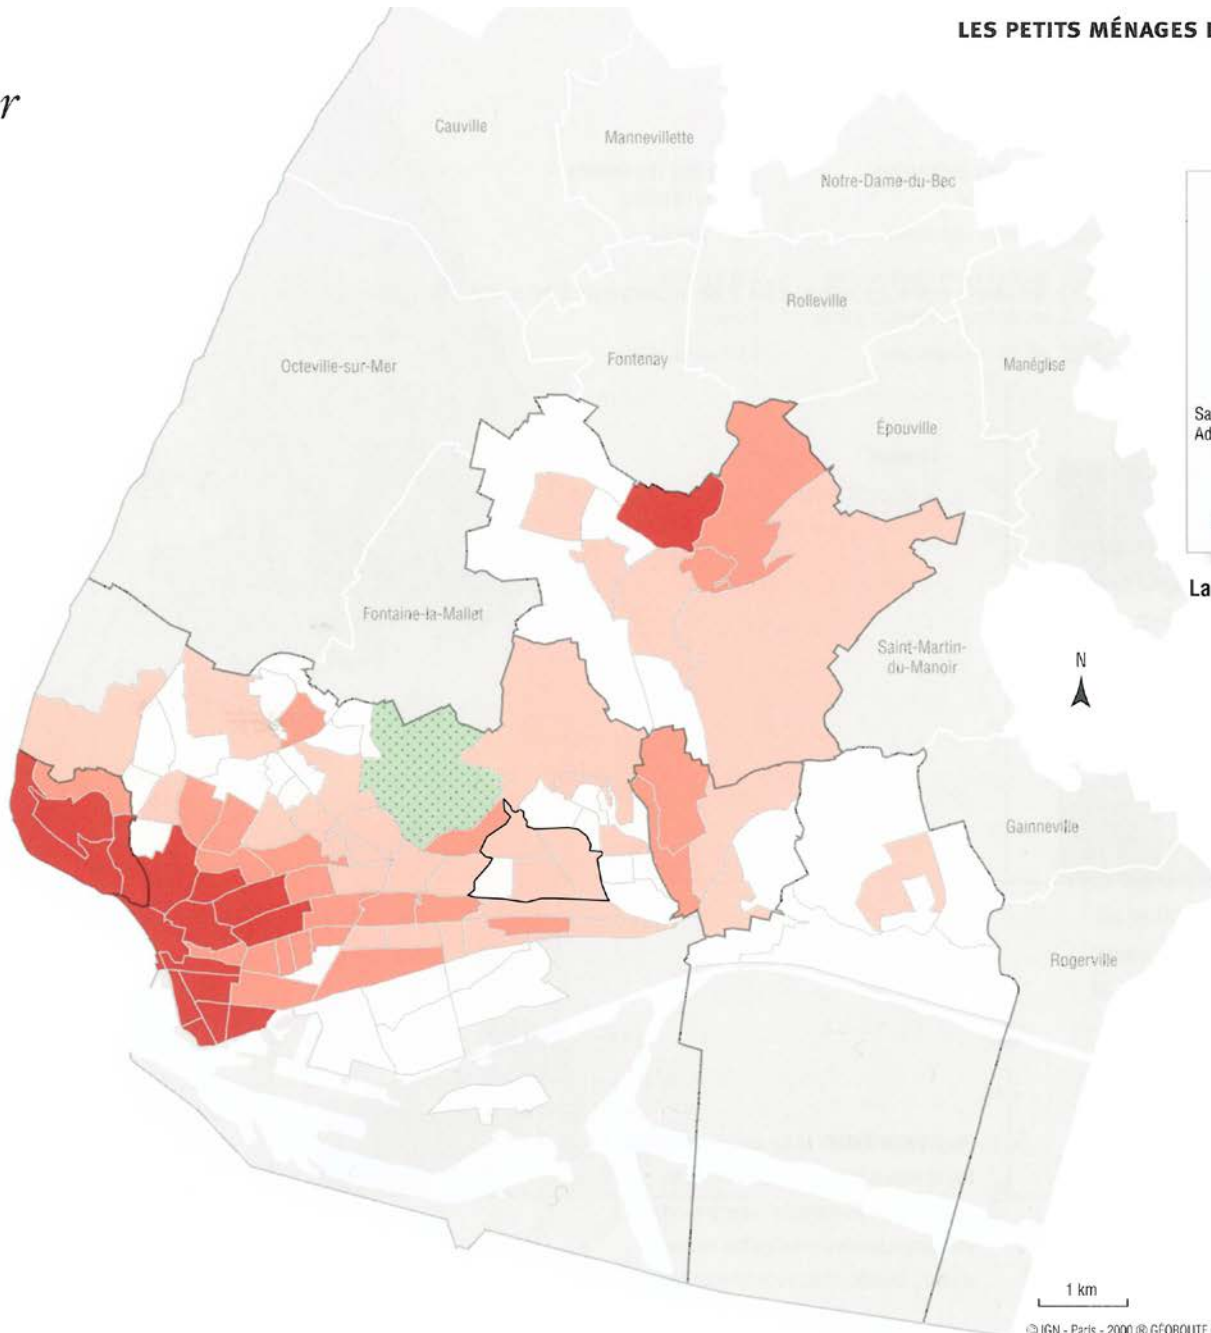 LES PETITS MÉNAGES
r
Cauville
Mannevillette
Notre-Dame-du-Bec
Rolleville
Octeville-sur-Mer
Fontenay
Manéglise
Épouville
Sa
Ad
La
Fontaine-la-Mallet
Saint-Martin-
du-Manoir
N
Gainneville
Rogerville
1 km
© IGN - Paris - 2000 ® GÉOROUTE